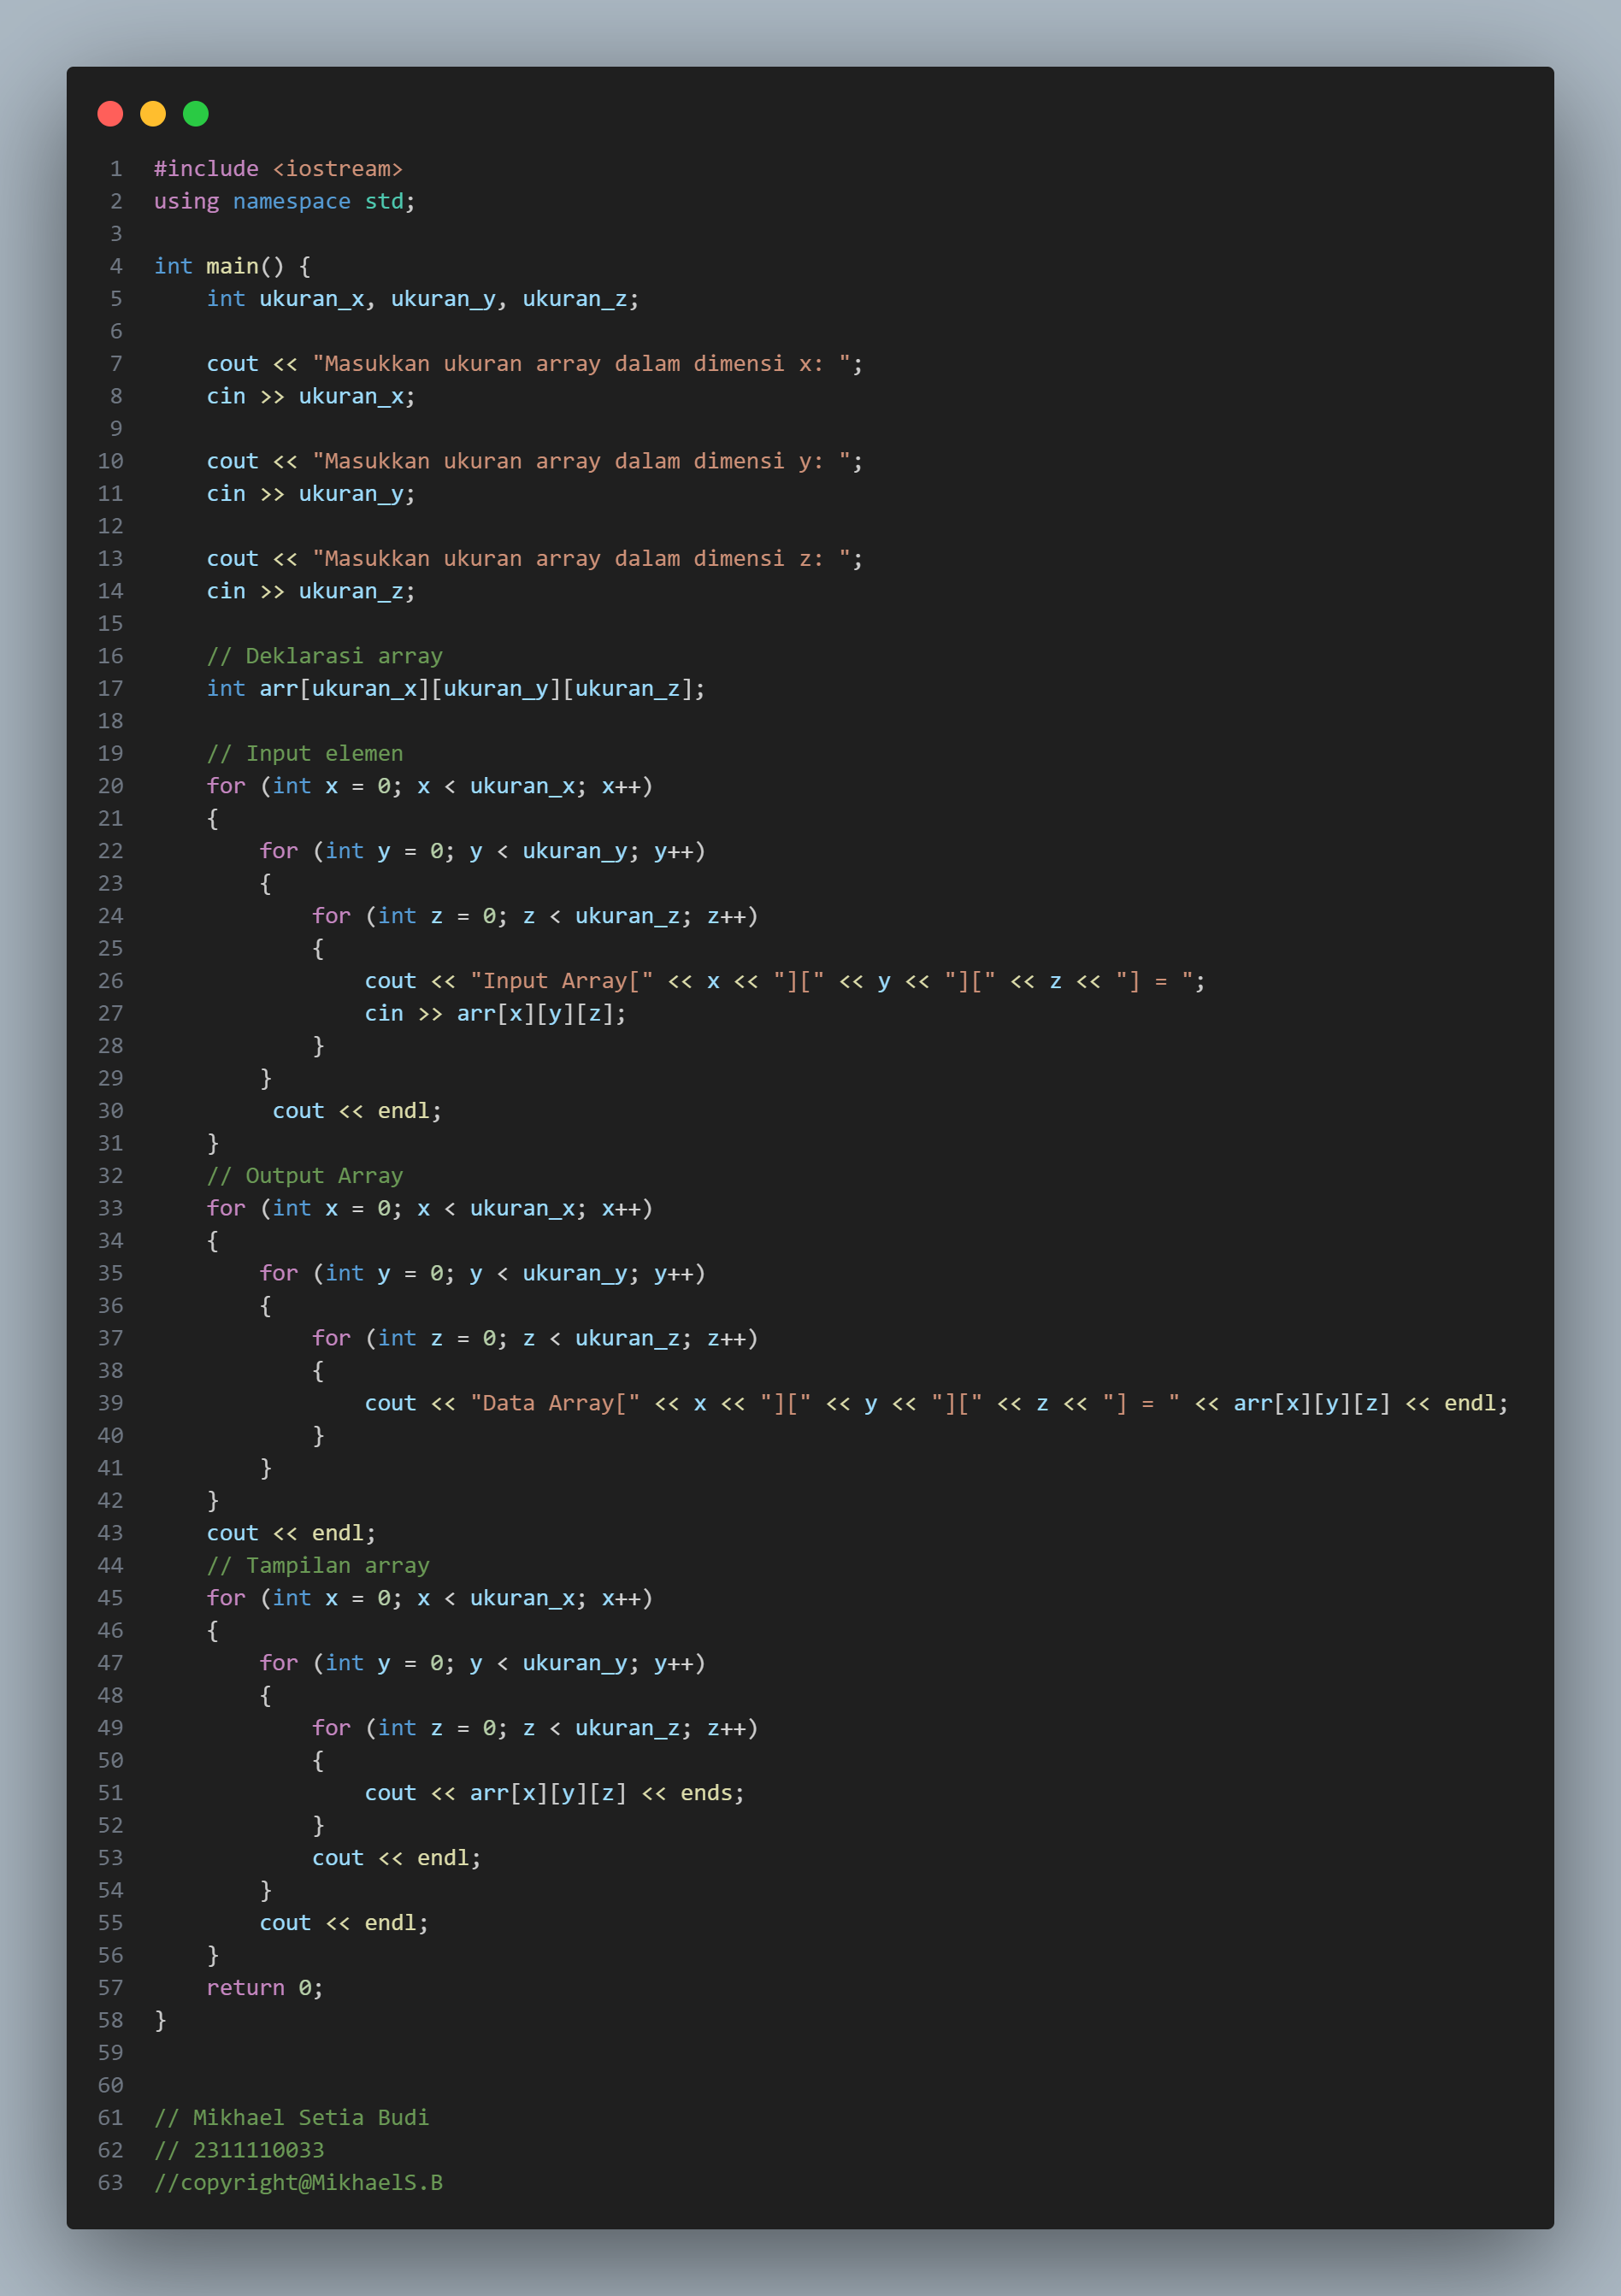 1 #include <iostream>
2 using namespace std;
3
4 int main() {
5     int ukuran_x, ukuran_y, ukuran_z;
6
7     cout << "Masukkan ukuran array dalam dimensi x: ";
8     cin >> ukuran_x;
9
10     cout << "Masukkan ukuran array dalam dimensi y: ";
11     cin >> ukuran_y;
12
13     cout << "Masukkan ukuran array dalam dimensi z: ";
14     cin >> ukuran_z;
15
16     // Deklarasi array
17     int arr[ukuran_x][ukuran_y][ukuran_z];
18
19     // Input elemen
20     for (int x = 0; x < ukuran_x; x++)
21     {
22         for (int y = 0; y < ukuran_y; y++)
23         {
24             for (int z = 0; z < ukuran_z; z++)
25             {
26                 cout << "Input Array[" << x << "][" << y << "][" << z << "] = ";
27                 cin >> arr[x][y][z];
28             }
29         }
30          cout << endl;
31     }
32     // Output Array
33     for (int x = 0; x < ukuran_x; x++)
34     {
35         for (int y = 0; y < ukuran_y; y++)
36         {
37             for (int z = 0; z < ukuran_z; z++)
38             {
39                 cout << "Data Array[" << x << "][" << y << "][" << z << "] = " << arr[x][y][z] << endl;
40             }
41         }
42     }
43     cout << endl;
44     // Tampilan array
45     for (int x = 0; x < ukuran_x; x++)
46     {
47         for (int y = 0; y < ukuran_y; y++)
48         {
49             for (int z = 0; z < ukuran_z; z++)
50             {
51                 cout << arr[x][y][z] << ends;
52             }
53             cout << endl;
54         }
55         cout << endl;
56     }
57     return 0;
58 }
59
60
61 // Mikhael Setia Budi
62 // 2311110033
63 //copyright@MikhaelS.B